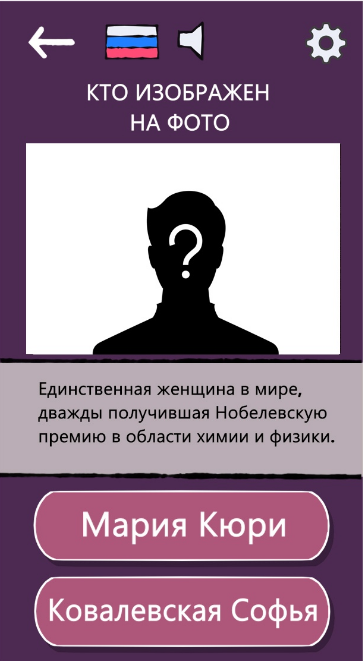 КТО ИЗОБРАЖЕН
НА ФОТО
?
Единственная женщина в мире,
дважды получившая Нобелевскую
премию в области химии и физики.
Мария Кюри
Ковалевская Софья